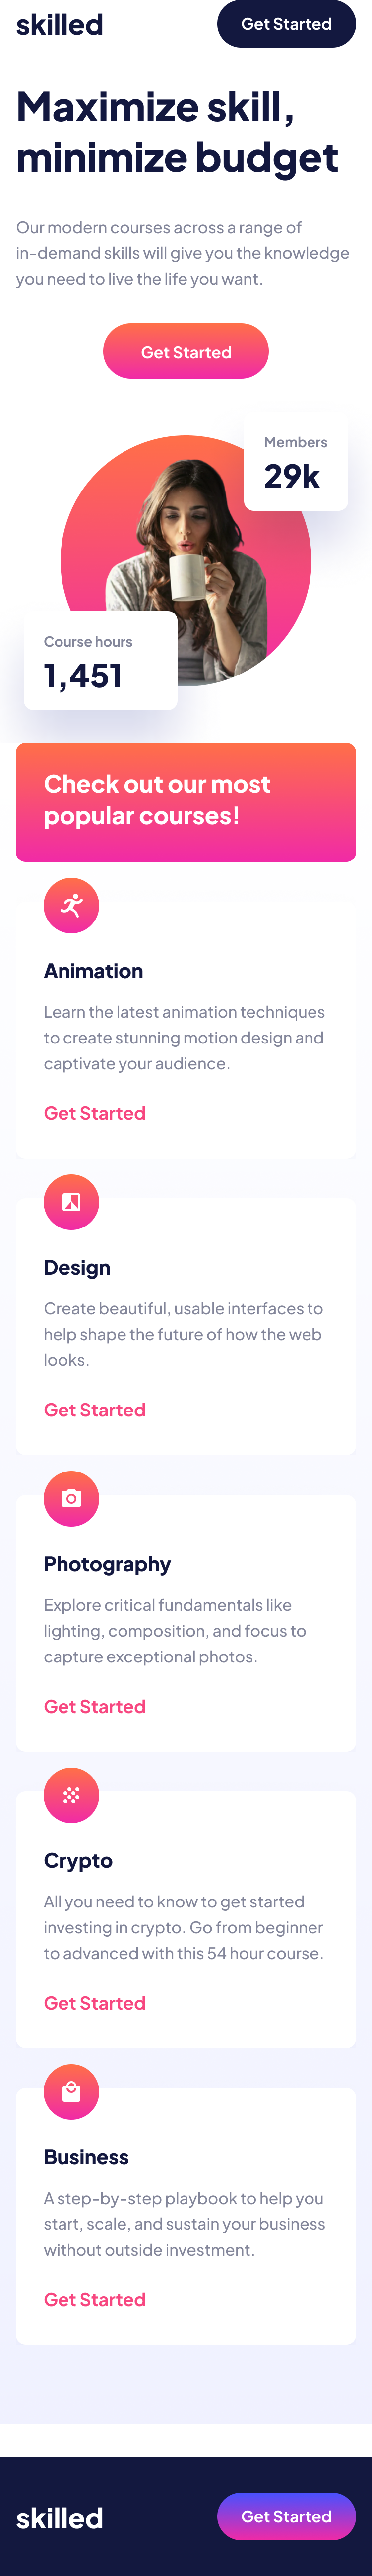 skilled
Get Started
Maximize skill,
minimize budget
Our modern courses across a range of
in-demand skills will give you the knowledge
you need to live the life you want.
Get Started
Members
29k
Course hours
1,451
Check out our most
popular courses!
Animation
Learn the latest animation techniques
to create stunning motion design and
captivate your audience.
Get Started
Design
Create beautiful, usable interfaces to
help shape the future of how the web
looks.
Get Started
Photography
Explore critical fundamentals like
lighting, composition, and focus to
capture exceptional photos.
Get Started
Crypto
All you need to know to get started
investing in crypto. Go from beginner
to advanced with this 54 hour course.
Get Started
Business
A step-by-step playbook to help you
start, scale, and sustain your business
without outside investment.
Get Started
skilled
Get Started